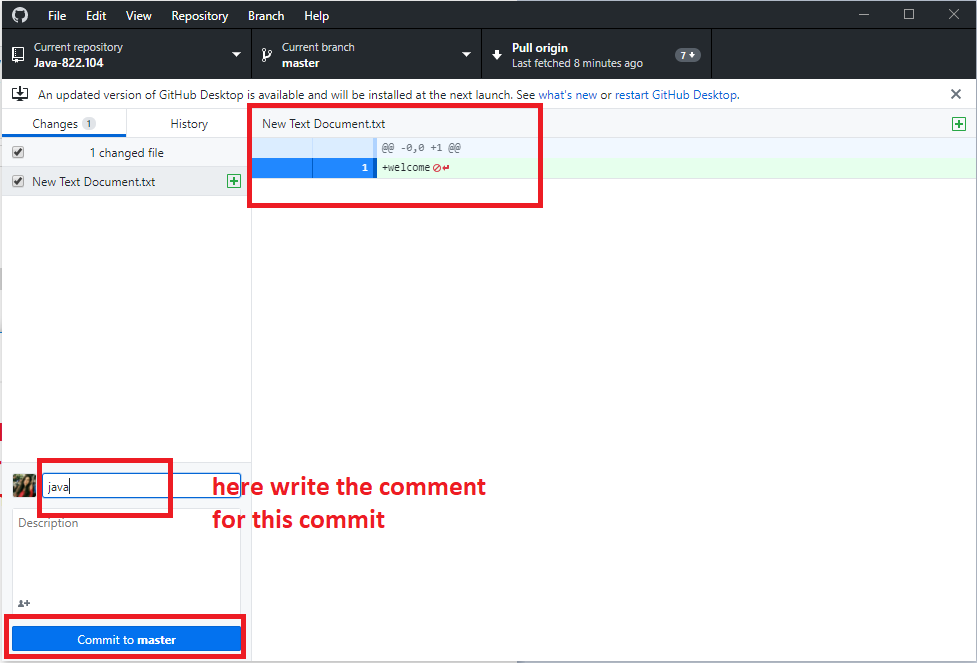 File Edit View Repository Branch Help
Current repository
Java-822.104
Current branch
master
Pull origin
Last fetched 8 minutes ago
7
An updated version of GitHub Desktop is available and will be installed at the next launch. See what's new or restart GitHub Desktop.
Changes 1 History
1 changed file
New Text Document.txt
New Text Document.txt
@@ -0,0 +1 @@
1 +welcome
java
here write the comment
for this commit
Description
Commit to master